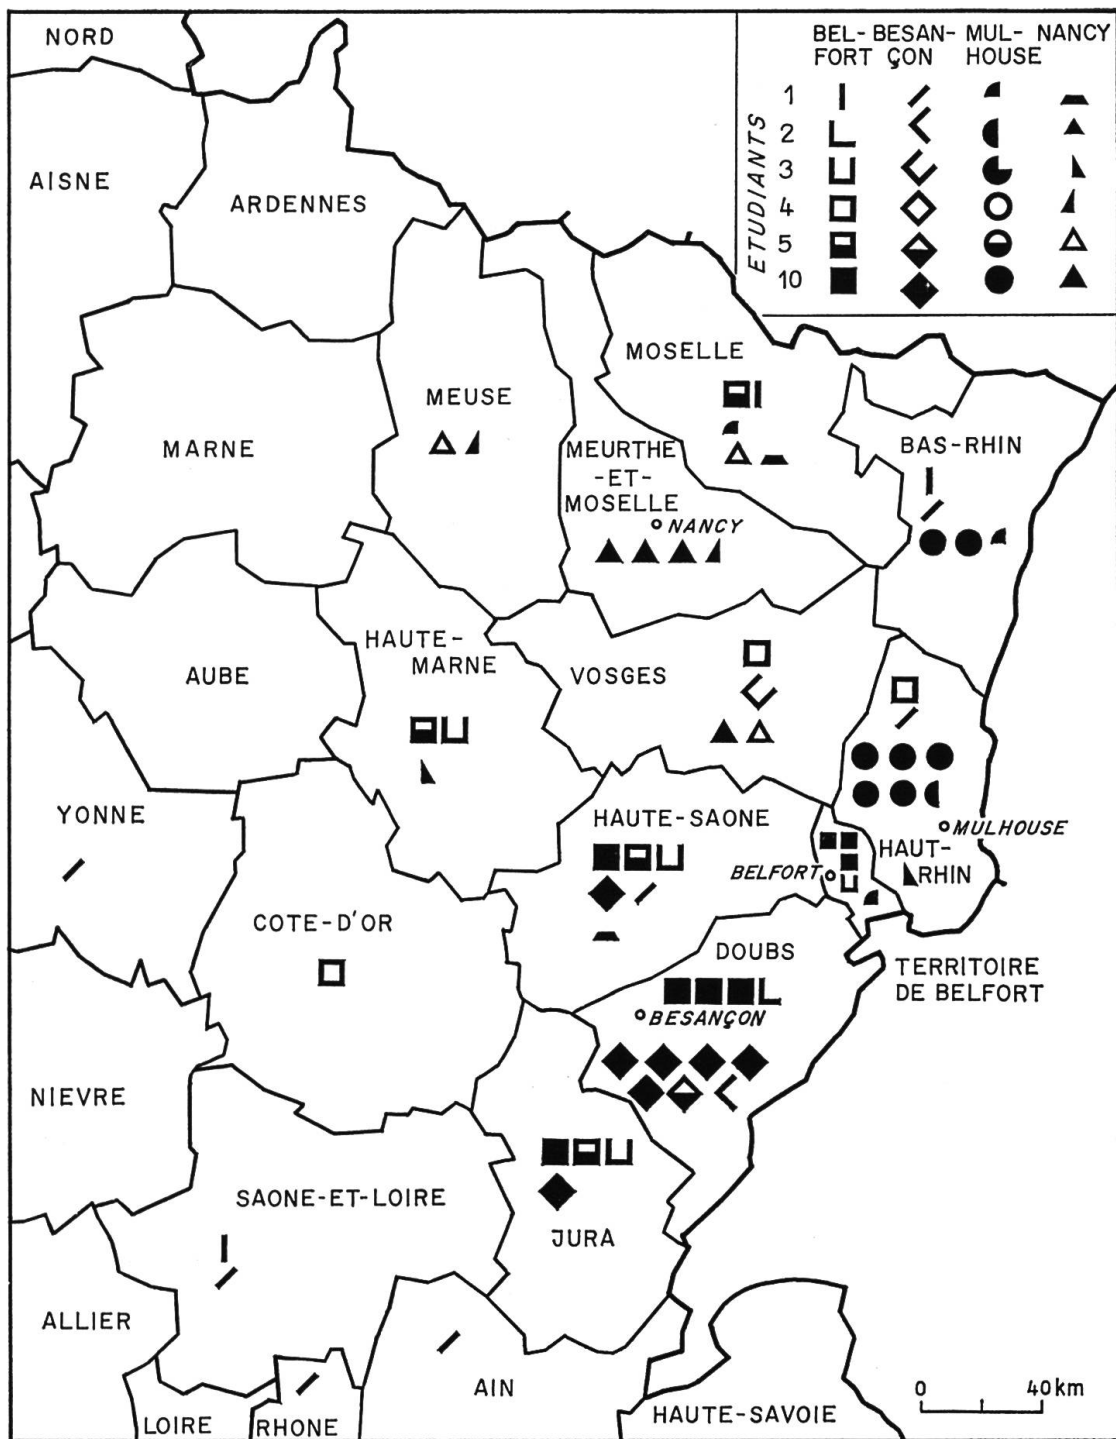 NORD
BEL- BESAN- MUL- NANCY
FORT ÇON HOUSE
ETUDIANTS
1
2
3
4
5
10
AISNE
ARDENNES
MOSELLE
MEUSE
MARNE
MEURTHE
-ET-
MOSELLE
BAS-RHIN
NANCY
HAUTE-
MARNE
AUBE
VOSGES
YONNE
HAUTE-SAONE
MULHOUSE
HAUT-
RHIN
BELFORT
COTE-D'OR
DOUBS
TERRITOIRE
DE BELFORT
BESANÇON
NIEVRE
SAONE-ET-LOIRE
JURA
ALLIER
AIN
LOIRE
RHONE
HAUTE-SAVOIE
0 40km